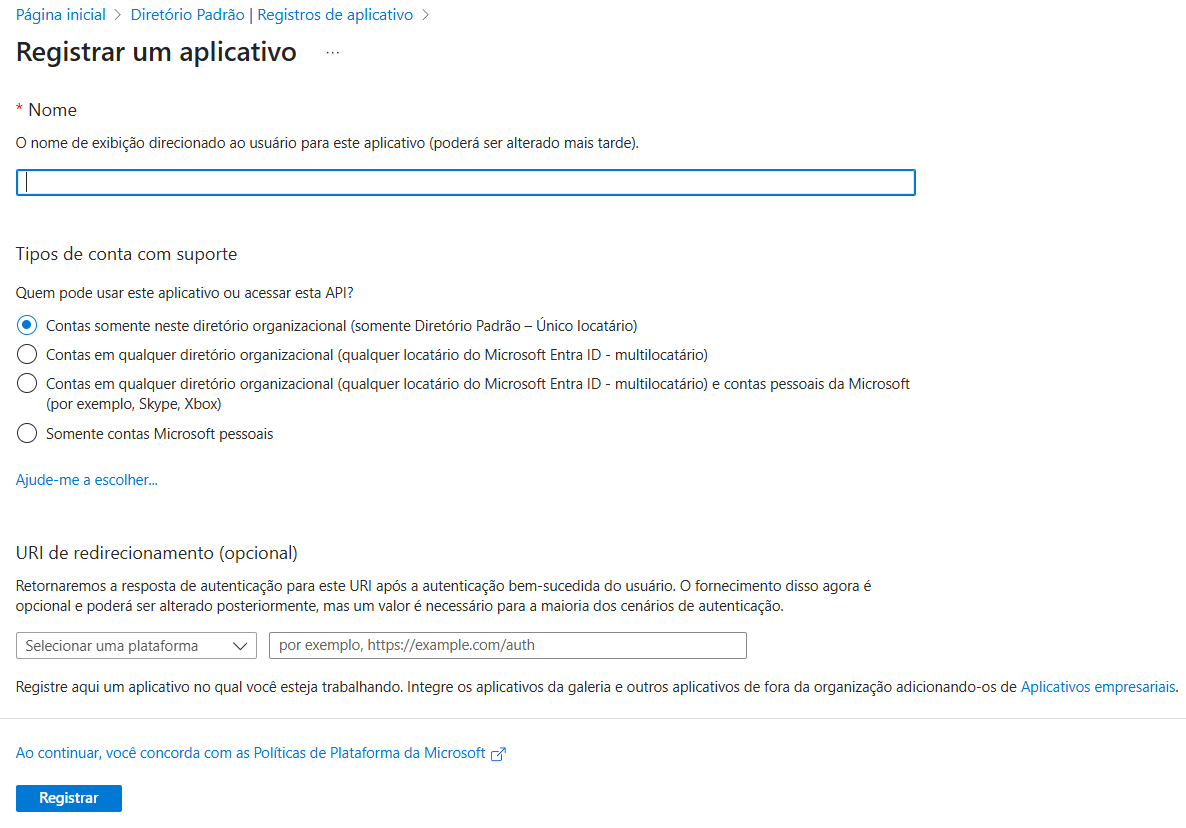 Página inicial > Diretório Padrão | Registros de aplicativo >
Registrar um aplicativo ...
* Nome
O nome de exibição direcionado ao usuário para este aplicativo (poderá ser alterado mais tarde).
Tipos de conta com suporte
Quem pode usar este aplicativo ou acessar esta API?
Contas somente neste diretório organizacional (somente Diretório Padrão – Único locatário)
Contas em qualquer diretório organizacional (qualquer locatário do Microsoft Entra ID - multilocatário)
Contas em qualquer diretório organizacional (qualquer locatário do Microsoft Entra ID - multilocatário) e contas pessoais da Microsoft
(por exemplo, Skype, Xbox)
Somente contas Microsoft pessoais
Ajude-me a escolher...
URI de redirecionamento (opcional)
Retornaremos a resposta de autenticação para este URI após a autenticação bem-sucedida do usuário. O fornecimento disso agora é
opcional e poderá ser alterado posteriormente, mas um valor é necessário para a maioria dos cenários de autenticação.
Selecionar uma plataforma por exemplo, https://example.com/auth
Registre aqui um aplicativo no qual você esteja trabalhando. Integre os aplicativos da galeria e outros aplicativos de fora da organização adicionando-os de Aplicativos empresariais.
Ao continuar, você concorda com as Políticas de Plataforma da Microsoft
Registrar